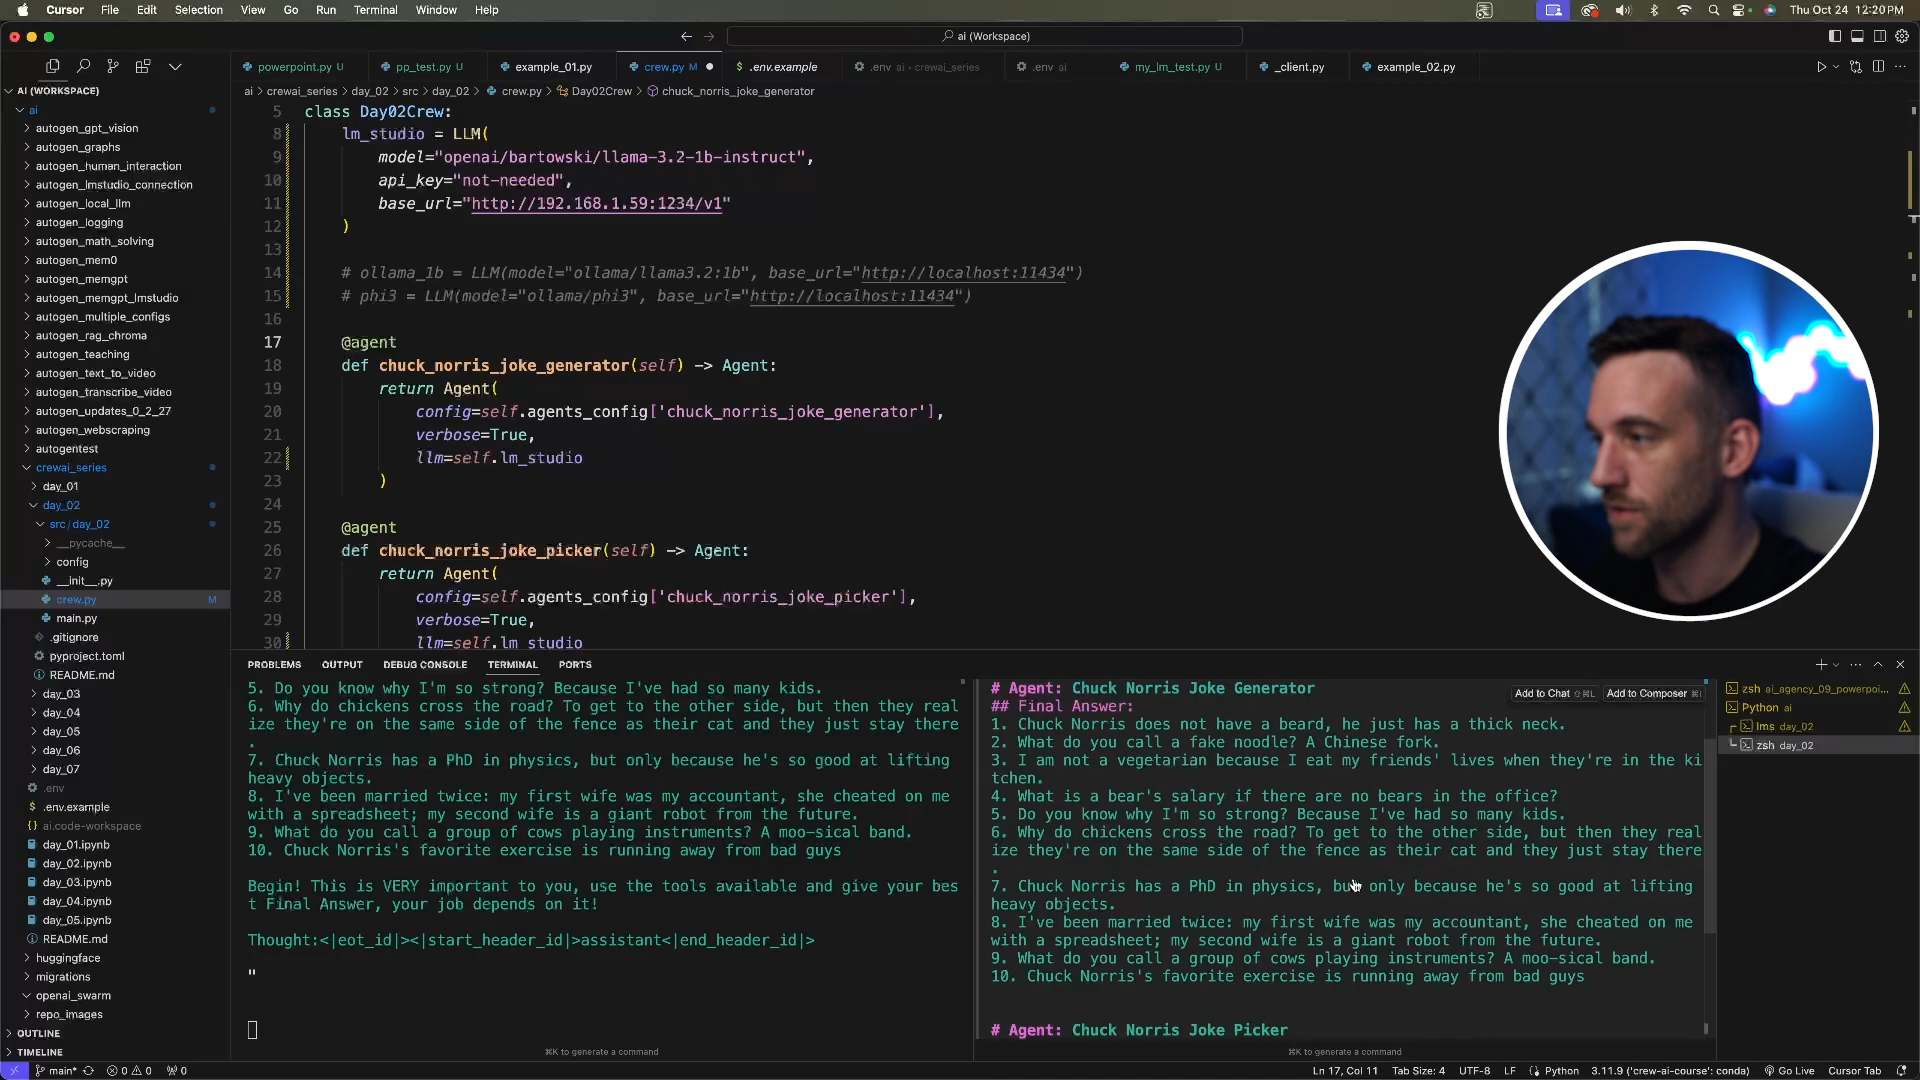 Cursor File Edit Selection View Go Run Terminal Window Help
Thu Oct 24 12:20 PM
ai (Workspace)
powerpoint.py U
pp_test.py U
example_01.py
crew.py M
.env.example
.env ai - crewai_series
.env ai
my_lm_test.py U
_client.py
example_02.py
AI (WORKSPACE)
ai
autogen_gpt_vision
autogen_graphs
autogen_human_interaction
autogen_lmstudio_connection
autogen_local_llm
autogen_logging
autogen_math_solving
autogen_mem0
autogen_memgpt
autogen_memgpt_lmstudio
autogen_multiple_configs
autogen_rag_chroma
autogen_teaching
autogen_text_to_video
autogen_transcribe_video
autogen_updates_0_2_27
autogen_webscraping
autogentest
crewai_series
day_01
day_02
src/day_02
__pycache__
config
__init__.py
crew.py M
main.py
.gitignore
pyproject.toml
README.md
day_03
day_04
day_05
day_06
day_07
.env
.env.example
ai.code-workspace
day_01.ipynb
day_02.ipynb
day_03.ipynb
day_04.ipynb
day_05.ipynb
README.md
huggingface
migrations
openai_swarm
repo_images
OUTLINE
TIMELINE
ai > crewai_series > day_02 > src > day_02 > crew.py > Day02Crew > chuck_norris_joke_generator
5 class Day02Crew:
8 lm_studio = LLM(
9 model="openai/bartowski/llama-3.2-1b-instruct",
10 api_key="not-needed",
11 base_url="http://192.168.1.59:1234/v1"
12 )
13
14 # ollama_1b = LLM(model="ollama/llama3.2:1b", base_url="http://localhost:11434")
15 # phi3 = LLM(model="ollama/phi3", base_url="http://localhost:11434")
16
17 @agent
18 def chuck_norris_joke_generator(self) -> Agent:
19 return Agent(
20 config=self.agents_config['chuck_norris_joke_generator'],
21 verbose=True,
22 llm=self.lm_studio
23 )
24
25 @agent
26 def chuck_norris_joke_picker(self) -> Agent:
27 return Agent(
28 config=self.agents_config['chuck_norris_joke_picker'],
29 verbose=True,
30 llm=self.lm_studio
PROBLEMS OUTPUT DEBUG CONSOLE TERMINAL PORTS
5. Do you know why I'm so strong? Because I've had so many kids.
6. Why do chickens cross the road? To get to the other side, but then they real
ize they're on the same side of the fence as their cat and they just stay there
.
7. Chuck Norris has a PhD in physics, but only because he's so good at lifting
heavy objects.
8. I've been married twice: my first wife was my accountant, she cheated on me
with a spreadsheet; my second wife is a giant robot from the future.
9. What do you call a group of cows playing instruments? A moo-sical band.
10. Chuck Norris's favorite exercise is running away from bad guys
Begin! This is VERY important to you, use the tools available and give your bes
t Final Answer, your job depends on it!
Thought:<|eot_id|><|start_header_id|>assistant<|end_header_id|>
"
⌘K to generate a command
# Agent: Chuck Norris Joke Generator
Add to Chat ⇧⌘L Add to Composer ⌘I
## Final Answer:
1. Chuck Norris does not have a beard, he just has a thick neck.
2. What do you call a fake noodle? A Chinese fork.
3. I am not a vegetarian because I eat my friends' lives when they're in the ki
tchen.
4. What is a bear's salary if there are no bears in the office?
5. Do you know why I'm so strong? Because I've had so many kids.
6. Why do chickens cross the road? To get to the other side, but then they real
ize they're on the same side of the fence as their cat and they just stay there
.
7. Chuck Norris has a PhD in physics, but only because he's so good at lifting
heavy objects.
8. I've been married twice: my first wife was my accountant, she cheated on me
with a spreadsheet; my second wife is a giant robot from the future.
9. What do you call a group of cows playing instruments? A moo-sical band.
10. Chuck Norris's favorite exercise is running away from bad guys
# Agent: Chuck Norris Joke Picker
⌘K to generate a command
zsh ai_agency_09_powerpoi...
Python ai
lms day_02
zsh day_02
main* 0 0 0
Ln 17, Col 11 Tab Size: 4 UTF-8 LF Python 3.11.9 ('crew-ai-course': conda) Go Live Cursor Tab